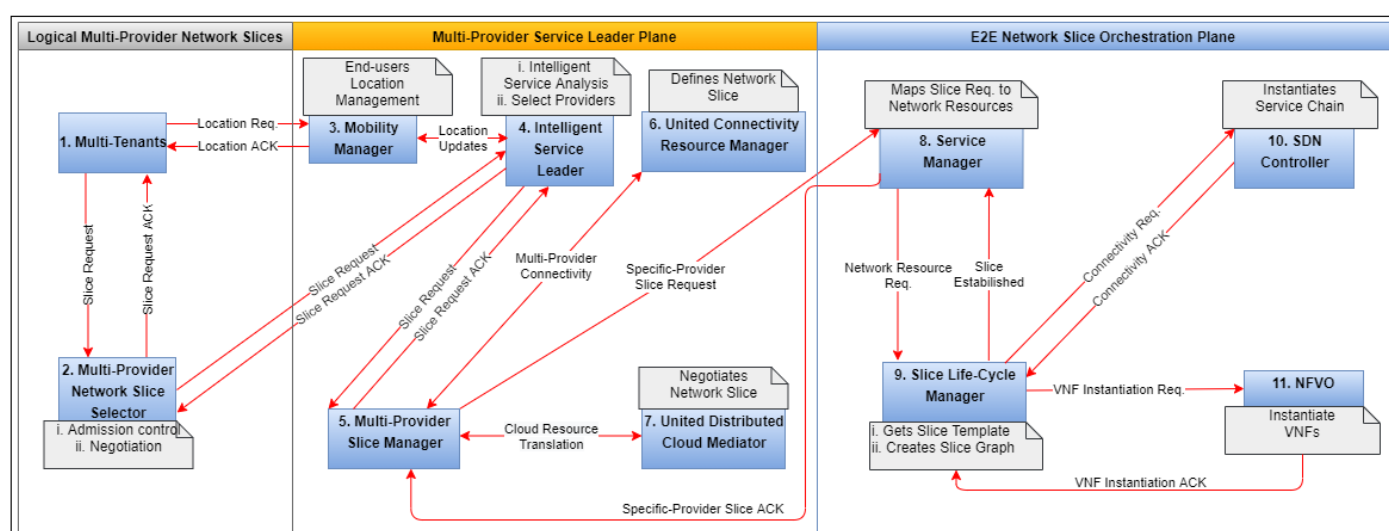 Logical Multi-Provider Network Slices
Multi-Provider Service Leader Plane
E2E Network Slice Orchestration Plane
End-users
Location
Management
i. Intelligent
Service Analysis
ii. Select Providers
Defines Network
Slice
Maps Slice Req. to
Network Resources
Instantiates
Service Chain
1. Multi-Tenants
Location Req.
Location ACK
3. Mobility
Manager
Location
Updates
4. Intelligent
Service
Leader
6. United Connectivity
Resource Manager
8. Service
Manager
10. SDN
Controller
Slice Request
Slice Request ACK
Slice Request
Slice Request ACK
Slice Request
Slice Request ACK
Multi-Provider
Connectivity
Specific-Provider
Slice Request
Network Resource
Req.
Slice
Established
Connectivity Req.
Connectivity ACK
2. Multi-Provider
Network Slice
Selector
i. Admission control
ii. Negotiation
5. Multi-Provider
Slice Manager
Cloud Resource
Translation
Negotiates
Network Slice
7. United Distributed
Cloud Mediator
9. Slice Life-Cycle
Manager
i. Gets Slice Template
ii. Creates Slice Graph
VNF Instantiation Req.
11. NFVO
Instantiate
VNFs
VNF Instantiation ACK
Specific-Provider Slice ACK